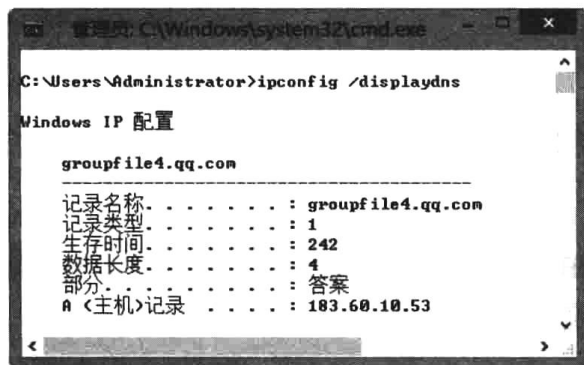 管理员: C:\Windows\system32\cmd.exe
C:\Users\Administrator>ipconfig /displaydns
Windows IP 配置
groupfile4.qq.com
----------------------------------------
记录名称. . . . . . . : groupfile4.qq.com
记录类型. . . . . . . : 1
生存时间. . . . . . . : 242
数据长度. . . . . . . : 4
部分. . . . . . . . . : 答案
A <主机>记录 . . . . : 183.60.10.53